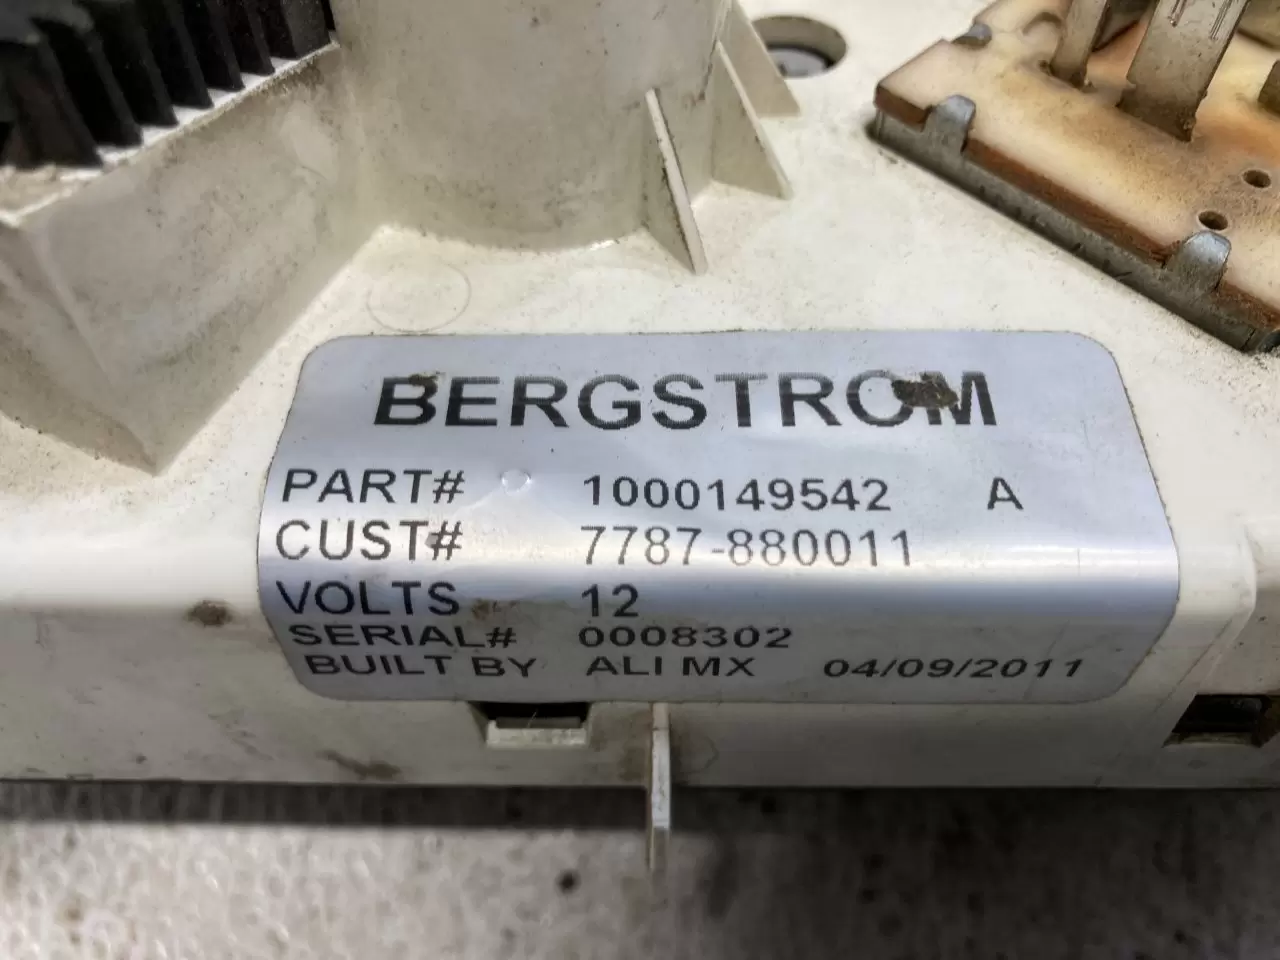 BERGSTROM
PART# 1000149542 A
CUST# 7787-880011
VOLTS 12
SERIAL# 0008302
BUILT BY ALI MX 04/09/2011